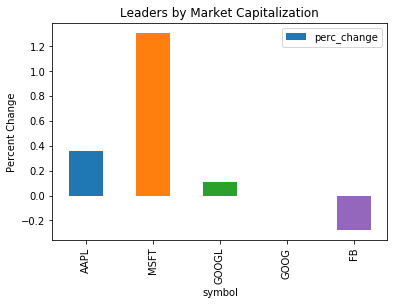 Leaders by Market Capitalization
perc_change
Percent Change
1.2
1.0
0.8
0.6
0.4
0.2
0.0
−0.2
AAPL
MSFT
GOOGL
GOOG
FB
symbol